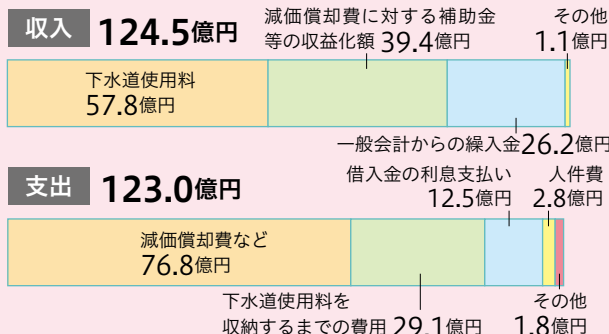 収入 124.5億円
減価償却費に対する補助金
等の収益化額 39.4億円
その他
1.1億円
下水道使用料
57.8億円
一般会計からの繰入金26.2億円
支出 123.0億円
借入金の利息支払い
12.5億円
人件費
2.8億円
減価償却費など
76.8億円
下水道使用料を
収納するまでの費用 29.1億円
その他
1.8億円